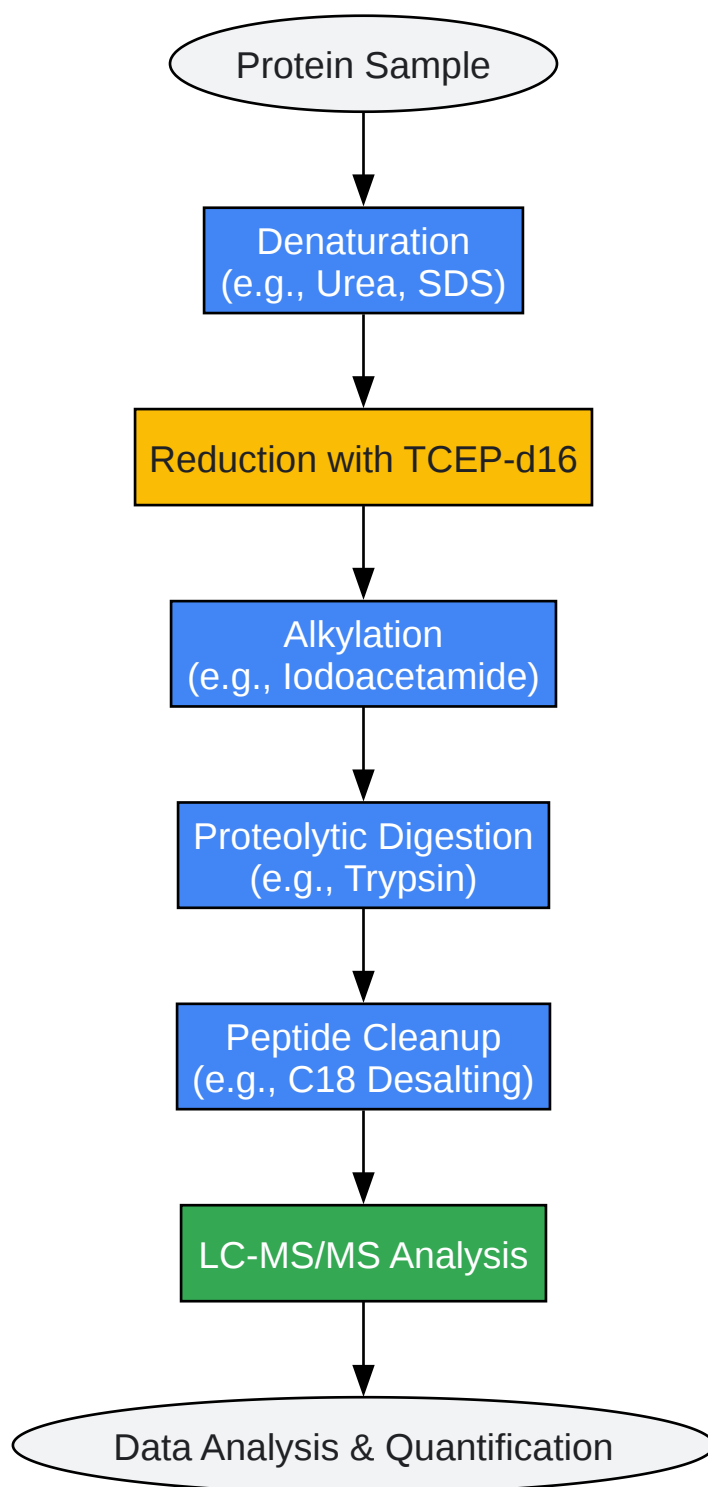 Protein Sample
Denaturation
(e.g., Urea, SDS)
Reduction with TCEP-d16
Alkylation
(e.g., Iodoacetamide)
Proteolytic Digestion
(e.g., Trypsin)
Peptide Cleanup
(e.g., C18 Desalting)
LC-MS/MS Analysis
Data Analysis & Quantification